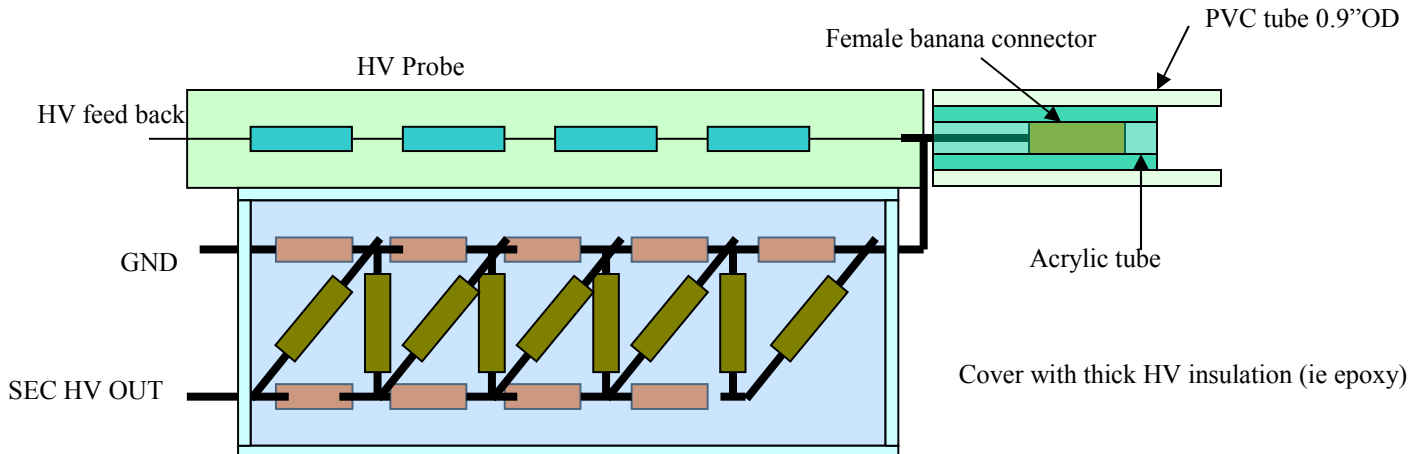 PVC tube 0.9”OD
Female banana connector
HV Probe
HV feed back
GND
Acrylic tube
SEC HV OUT
Cover with thick HV insulation (ie epoxy)